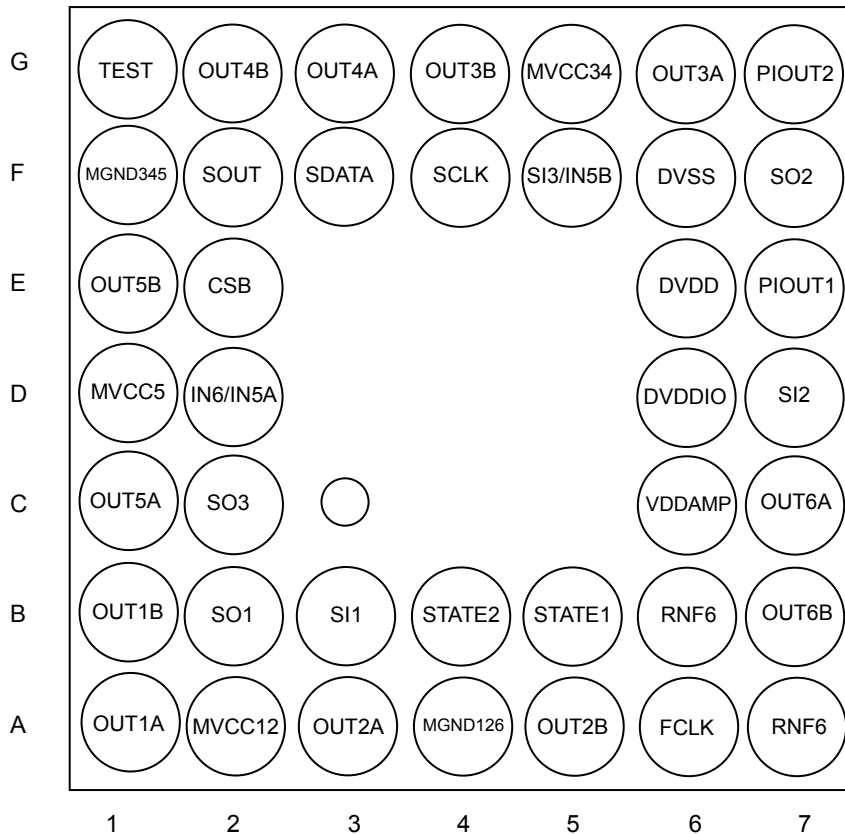 G TEST OUT4B OUT4A OUT3B MVCC34 OUT3A PIOUT2
F MGND345 SOUT SDATA SCLK SI3/IN5B DVSS SO2
E OUT5B CSB DVDD PIOUT1
D MVCC5 IN6/IN5A DVDDIO SI2
C OUT5A SO3 VDDAMP OUT6A
B OUT1B SO1 SI1 STATE2 STATE1 RNF6 OUT6B
A OUT1A MVCC12 OUT2A MGND126 OUT2B FCLK RNF6
1 2 3 4 5 6 7